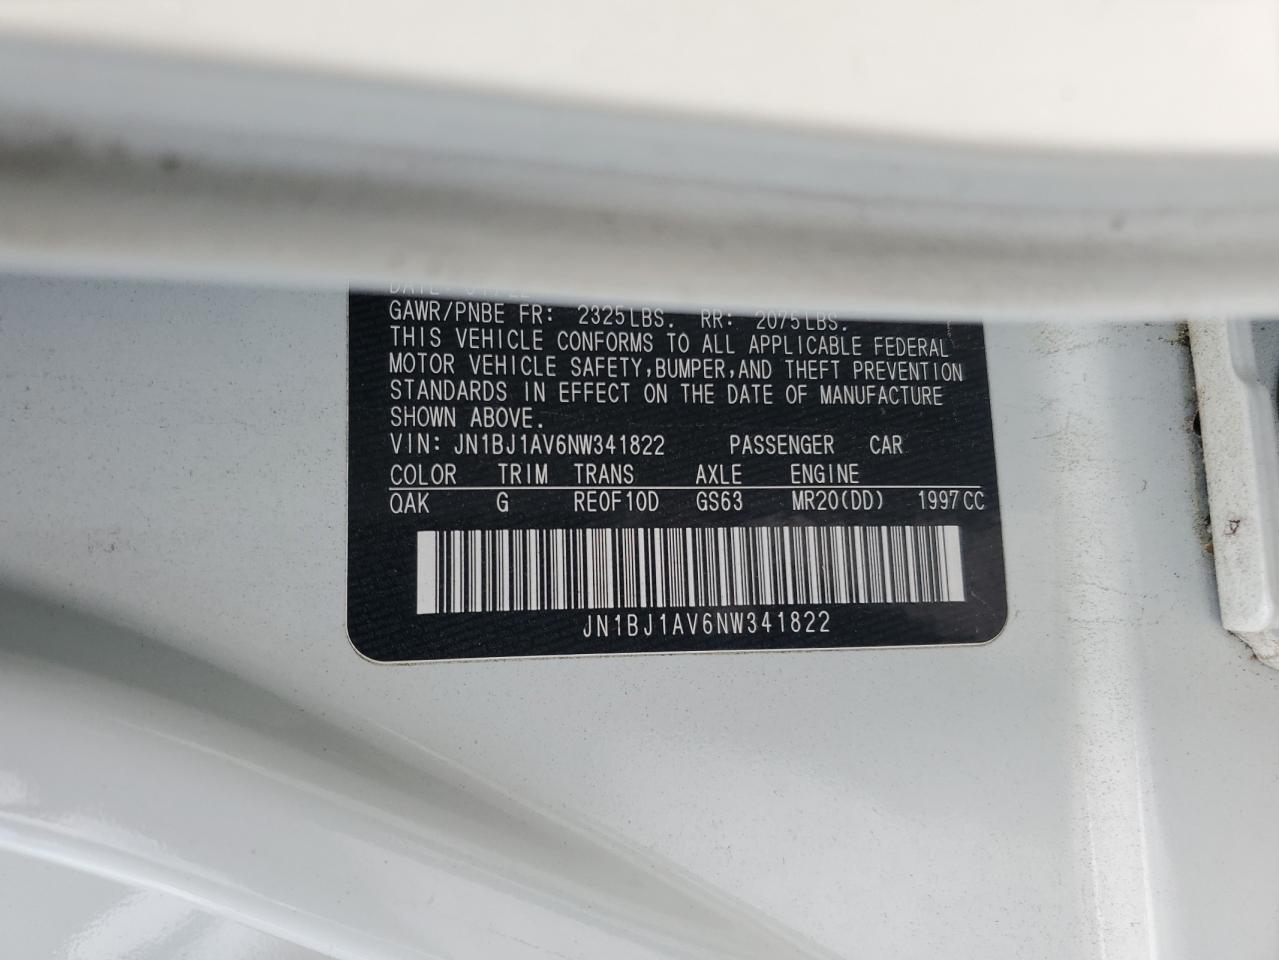 GAWR/PNBE FR: 2325LBS. RR: 2075LBS.
THIS VEHICLE CONFORMS TO ALL APPLICABLE FEDERAL
MOTOR VEHICLE SAFETY,BUMPER,AND THEFT PREVENTION
STANDARDS IN EFFECT ON THE DATE OF MANUFACTURE
SHOWN ABOVE.
VIN: JN1BJ1AV6NW341822 PASSENGER CAR
COLOR TRIM TRANS AXLE ENGINE
QAK G RE0F10D GS63 MR20(DD) 1997CC
JN1BJ1AV6NW341822